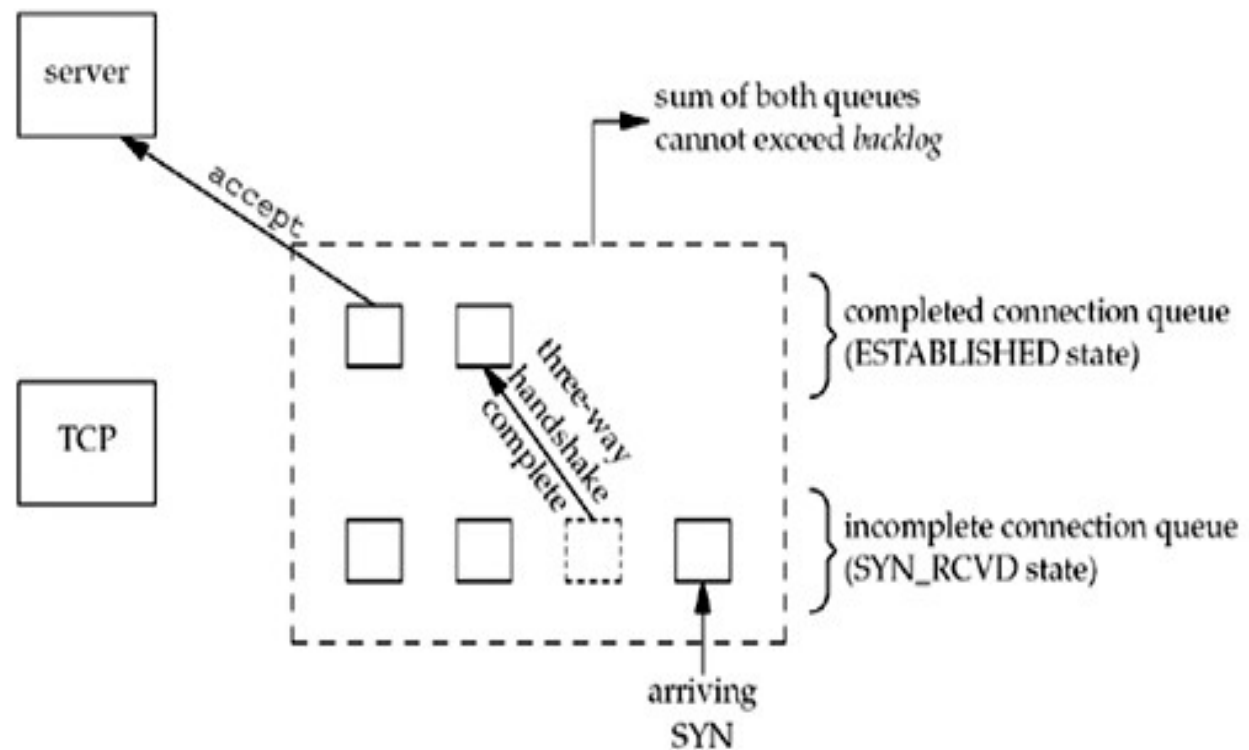 server
sum of both queues
cannot exceed backlog
accept
completed connection queue
(ESTABLISHED state)
three-way
handshake
complete
TCP
incomplete connection queue
(SYN_RCVD state)
arriving
SYN